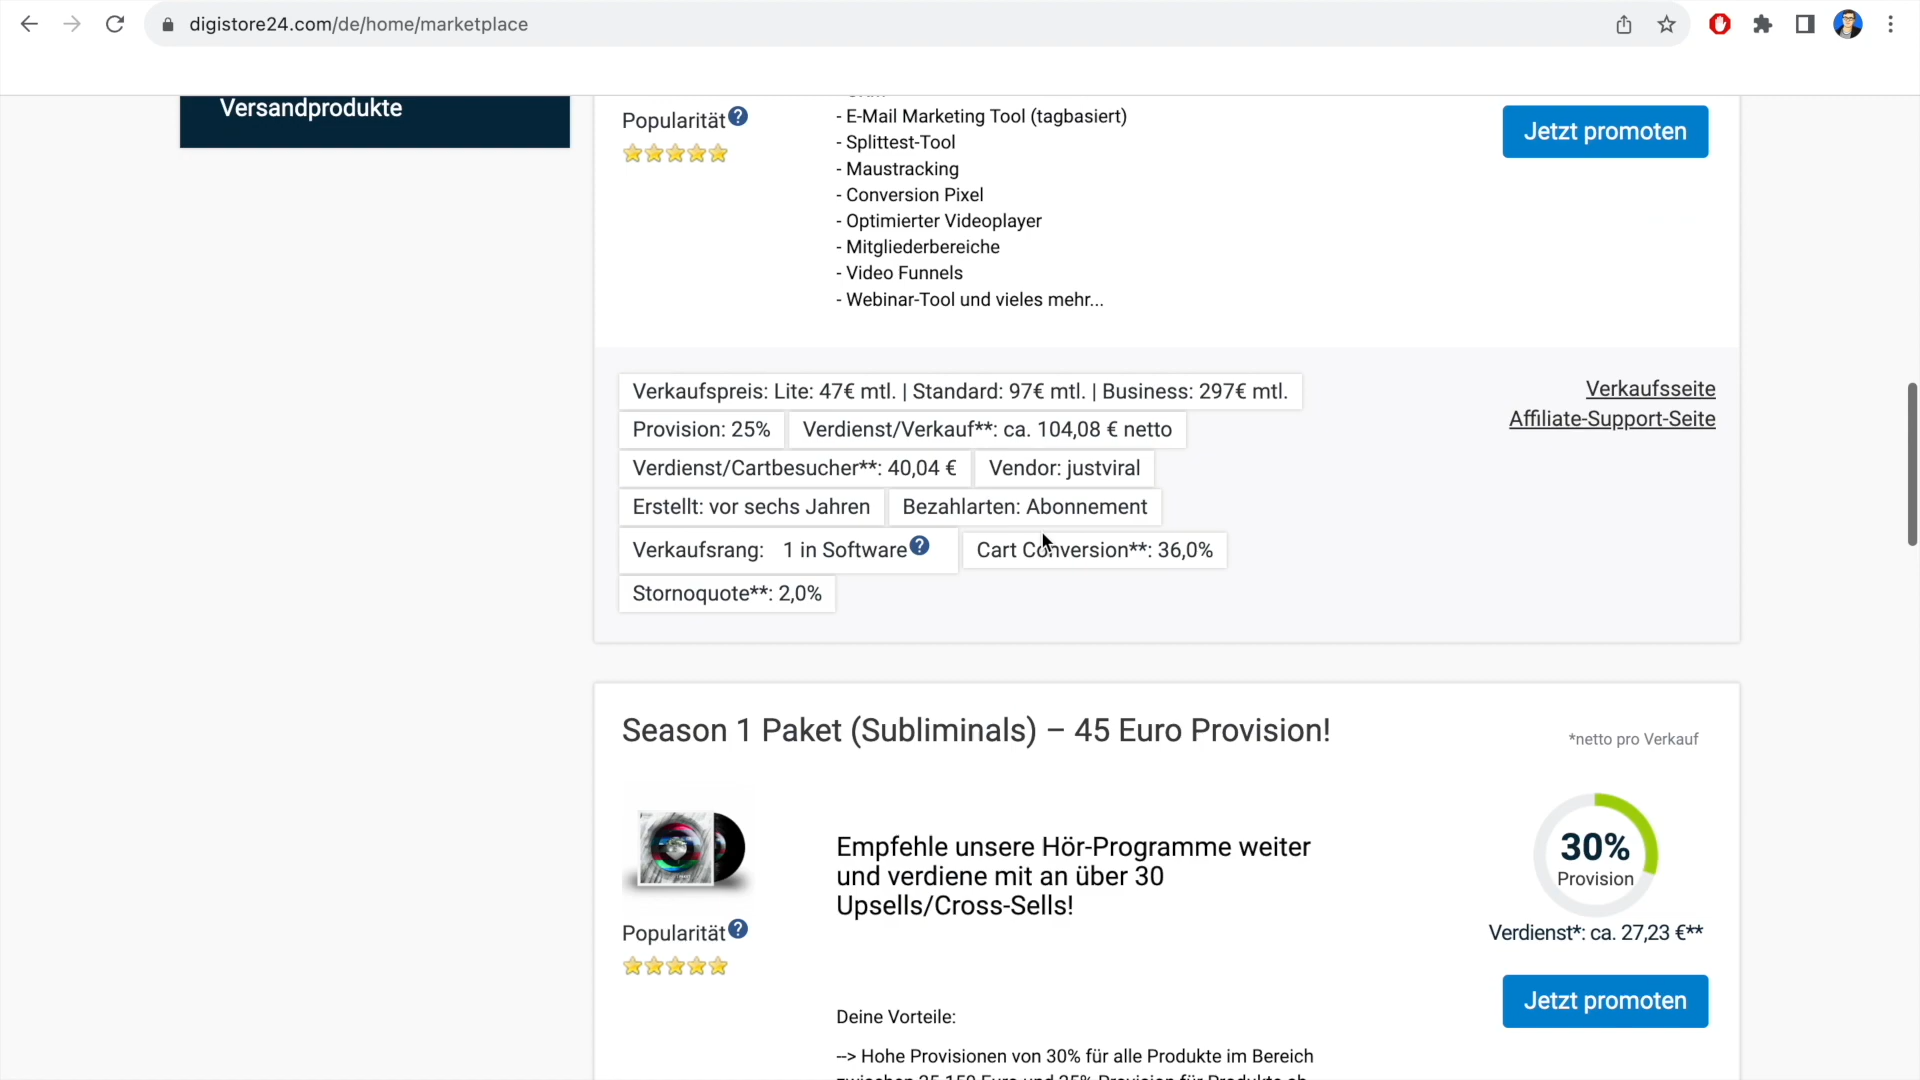 digistore24.com/de/home/marketplace
Versandprodukte
Popularität
- E-Mail Marketing Tool (tagbasiert)
- Splittest-Tool
- Maustracking
- Conversion Pixel
- Optimierter Videoplayer
- Mitgliederbereiche
- Video Funnels
- Webinar-Tool und vieles mehr...
Jetzt promoten
Verkaufspreis: Lite: 47€ mtl. | Standard: 97€ mtl. | Business: 297€ mtl.
Provision: 25% Verdienst/Verkauf**: ca. 104,08 € netto
Verdienst/Cartbesucher**: 40,04 € Vendor: justviral
Erstellt: vor sechs Jahren Bezahlarten: Abonnement
Verkaufsrang: 1 in Software Cart Conversion**: 36,0%
Stornoquote**: 2,0%
Verkaufsseite
Affiliate-Support-Seite
Season 1 Paket (Subliminals) – 45 Euro Provision!
*netto pro Verkauf
Popularität
Empfehle unsere Hör-Programme weiter
und verdiene mit an über 30
Upsells/Cross-Sells!
30%
Provision
Verdienst*: ca. 27,23 €**
Jetzt promoten
Deine Vorteile:
--> Hohe Provisionen von 30% für alle Produkte im Bereich